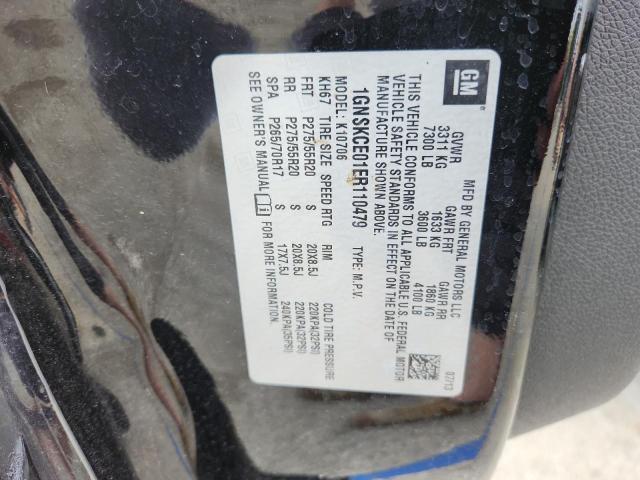 GM
MFD BY GENERAL MOTORS LLC
07/13
GVWR GAWR FRT GAWR RR
3311 KG 1633 KG 1860 KG
7300 LB 3600 LB 4100 LB
THIS VEHICLE CONFORMS TO ALL APPLICABLE U.S. FEDERAL MOTOR
VEHICLE SAFETY STANDARDS IN EFFECT ON THE DATE OF
MANUFACTURE SHOWN ABOVE.
1GNSKCE01ER110479 TYPE: M.P.V.
MODEL: K10706
KH67 TIRE SIZE SPEED RTG RIM COLD TIRE PRESSURE
FRT P275/55R20 S 20X8.5J 220KPA(32PSI)
RR P275/55R20 S 20X8.5J 220KPA(32PSI)
SPA P265/70R17 S 17X7.5J 240KPA(35PSI)
SEE OWNER'S MANUAL FOR MORE INFORMATION.